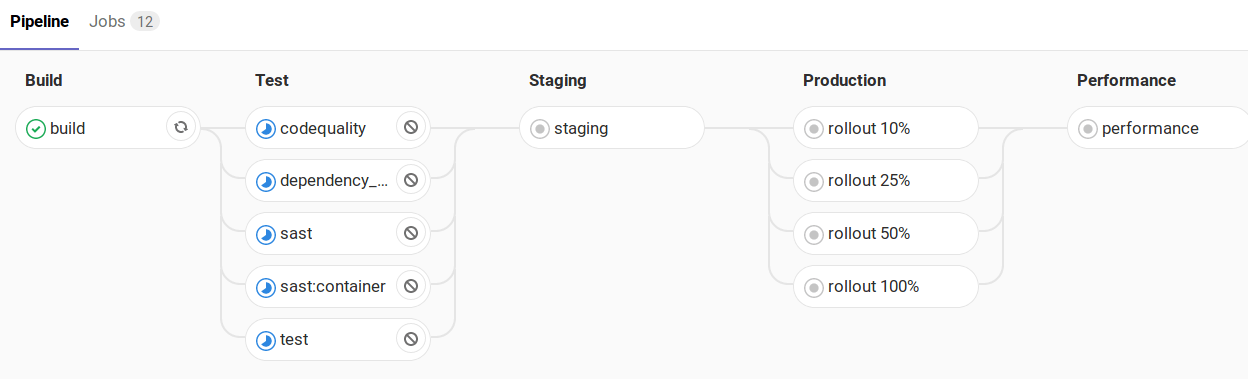 Pipeline Jobs 12
Build Test Staging Production Performance
build codequality staging rollout 10% performance
dependency_... rollout 25%
sast rollout 50%
sast:container rollout 100%
test